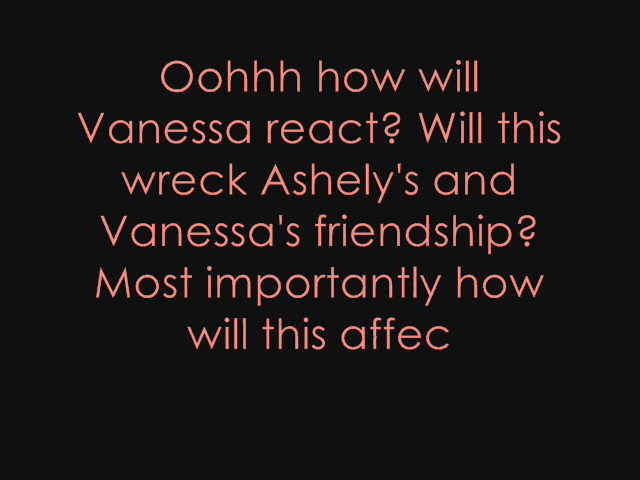 Oohhh how will
Vanessa react? Will this
wreck Ashely's and
Vanessa's friendship?
Most importantly how
will this affec